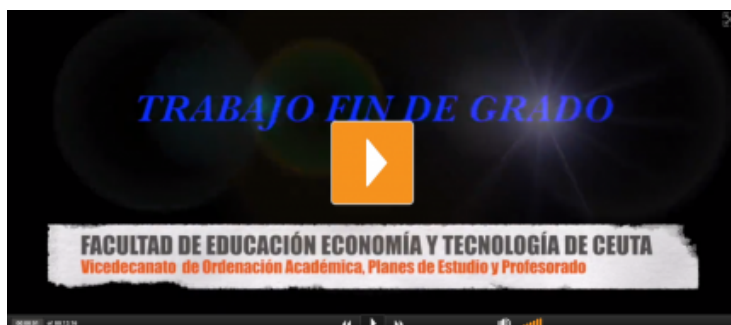 TRABAJO FIN DE GRADO
FACULTAD DE EDUCACIÓN ECONOMÍA Y TECNOLOGÍA DE CEUTA
Vicedecanato de Ordenación Académica, Planes de Estudio y Profesorado